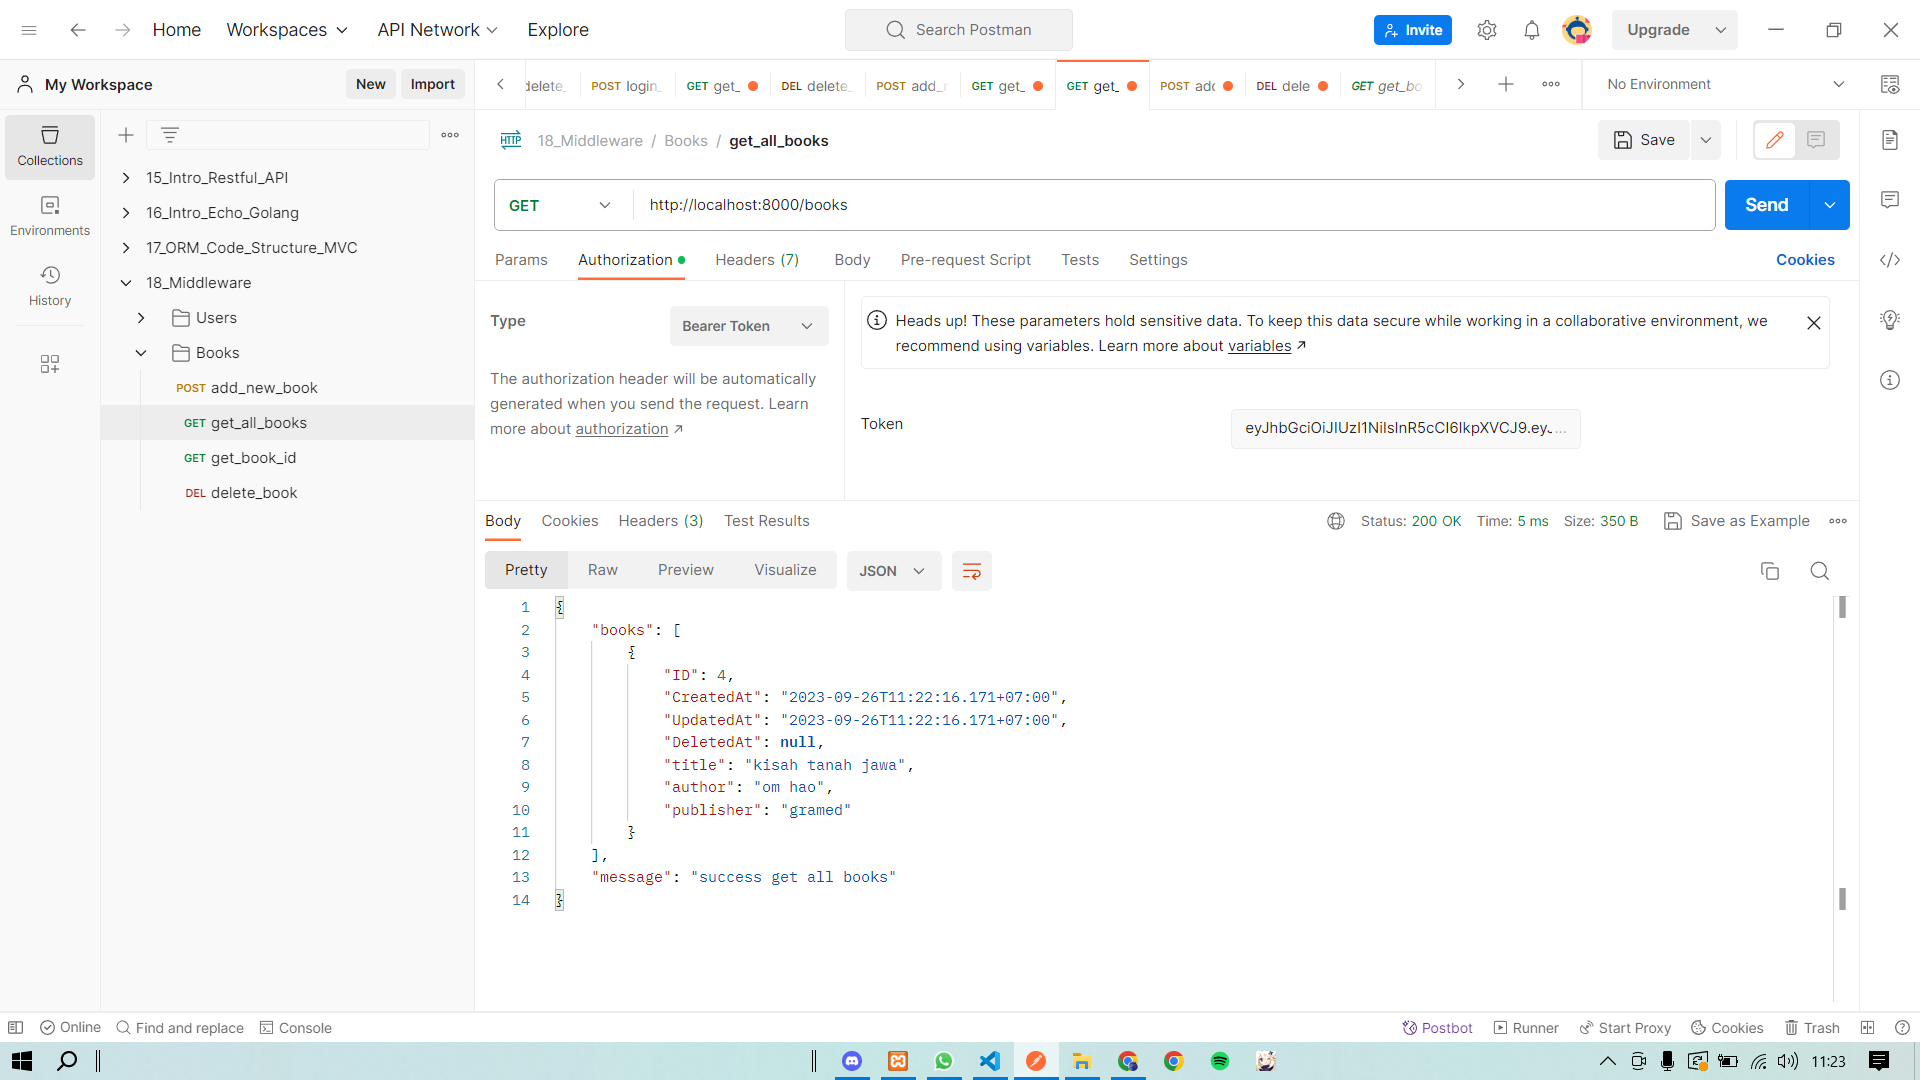 Home
Workspaces
API Network
Explore
Search Postman
Invite
Upgrade
My Workspace
New
Import
delete_
POST login_
GET get_
DEL delete_
POST add_
GET get_
GET get_
POST adc
DEL dele
GET get_bo
No Environment
Collections
Environments
History
15_Intro_Restful_API
16_Intro_Echo_Golang
17_ORM_Code_Structure_MVC
18_Middleware
Users
Books
POST add_new_book
GET get_all_books
GET get_book_id
DEL delete_book
HTTP 18_Middleware / Books / get_all_books
Save
GET
http://localhost:8000/books
Send
Params
Authorization
Headers (7)
Body
Pre-request Script
Tests
Settings
Cookies
Type
Bearer Token
The authorization header will be automatically
generated when you send the request. Learn
more about authorization ↗
Heads up! These parameters hold sensitive data. To keep this data secure while working in a collaborative environment, we
recommend using variables. Learn more about variables ↗
Token
Body
Cookies
Headers (3)
Test Results
Status: 200 OK
Time: 5 ms
Size: 350 B
Save as Example
Pretty
Raw
Preview
Visualize
JSON
1 {
2 "books": [
3 {
4 "ID": 4,
5 "CreatedAt": "2023-09-26T11:22:16.171+07:00",
6 "UpdatedAt": "2023-09-26T11:22:16.171+07:00",
7 "DeletedAt": null,
8 "title": "kisah tanah jawa",
9 "author": "om hao",
10 "publisher": "gramed"
11 }
12 ],
13 "message": "success get all books"
14 }
Online
Find and replace
Console
Postbot
Runner
Start Proxy
Cookies
Trash
11:23